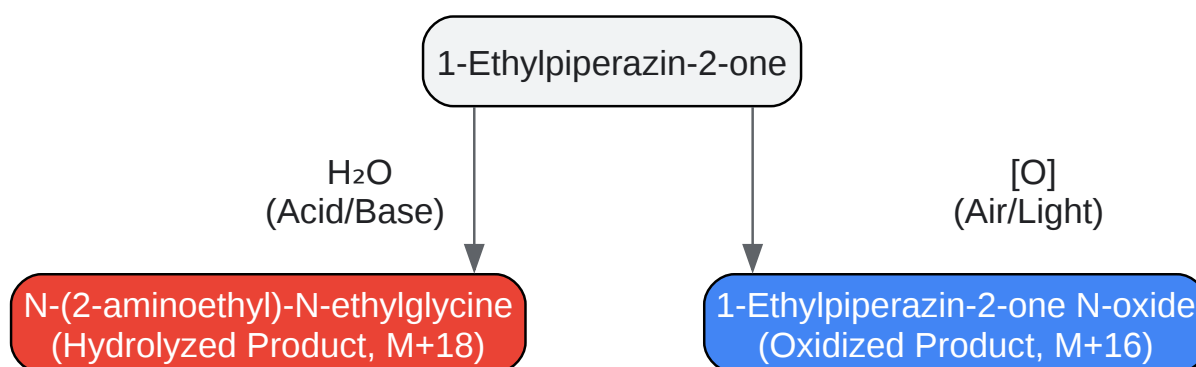 1-Ethylpiperazin-2-one
H₂O
(Acid/Base)
[O]
(Air/Light)
N-(2-aminoethyl)-N-ethylglycine
(Hydrolyzed Product, M+18)
1-Ethylpiperazin-2-one N-oxide
(Oxidized Product, M+16)